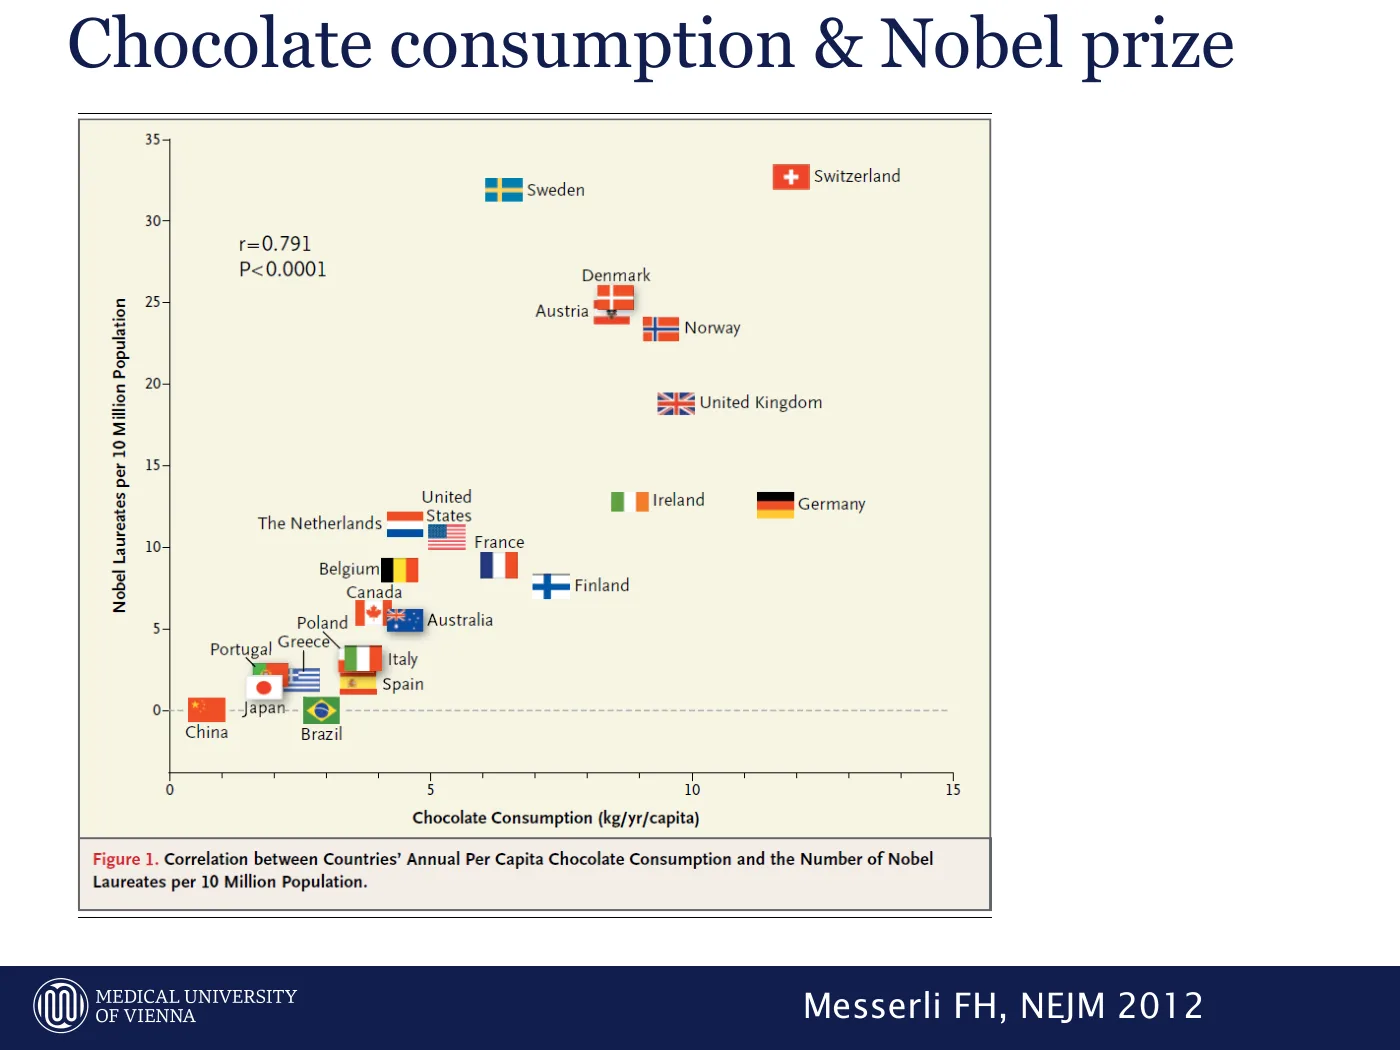 Chocolate consumption & Nobel prize
35
30
25
20
15
10
5
0
Nobel Laureates per 10 Million Population
r=0.791
P<0.0001
Sweden
Switzerland
Denmark
Austria
Norway
United Kingdom
Ireland
Germany
United
States
The Netherlands
France
Belgium
Finland
Canada
Australia
Poland
Portugal
Greece
Italy
Spain
Japan
China
Brazil
0
5
10
15
Chocolate Consumption (kg/yr/capita)
Figure 1. Correlation between Countries’ Annual Per Capita Chocolate Consumption and the Number of Nobel
Laureates per 10 Million Population.
MEDICAL UNIVERSITY
OF VIENNA
Messerli FH, NEJM 2012